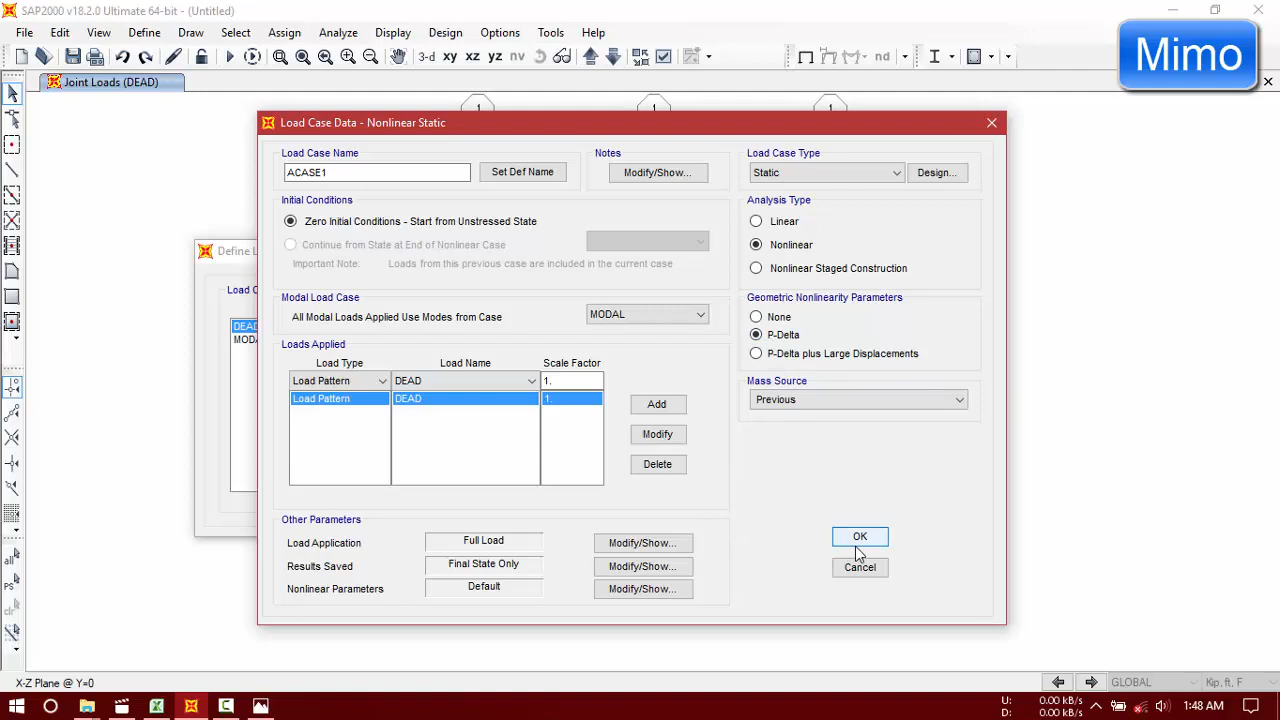 SAP2000 v18.2.0 Ultimate 64-bit - (Untitled)
File Edit View Define Draw Select Assign Analyze Display Design Options Tools Help
3-d xy xz yz nv nd
Mimo
Joint Loads (DEAD)
1 1 1
Define L
Load C
DEAD
MODA
Load Case Data - Nonlinear Static
Load Case Name
ACASE1
Set Def Name
Notes
Modify/Show...
Load Case Type
Static
Design...
Initial Conditions
Zero Initial Conditions - Start from Unstressed State
Continue from State at End of Nonlinear Case
Important Note: Loads from this previous case are included in the current case
Analysis Type
Linear
Nonlinear
Nonlinear Staged Construction
Modal Load Case
All Modal Loads Applied Use Modes from Case
MODAL
Geometric Nonlinearity Parameters
None
P-Delta
P-Delta plus Large Displacements
Loads Applied
Load Type Load Name Scale Factor
Load Pattern DEAD 1.
Load Pattern DEAD 1.
Add
Modify
Delete
Mass Source
Previous
Other Parameters
Load Application Full Load Modify/Show...
Results Saved Final State Only Modify/Show...
Nonlinear Parameters Default Modify/Show...
OK
Cancel
all
PS
clr
X-Z Plane @ Y=0
GLOBAL
Kip, ft, F
U: 0.00 kB/s
D: 0.00 kB/s
1:48 AM